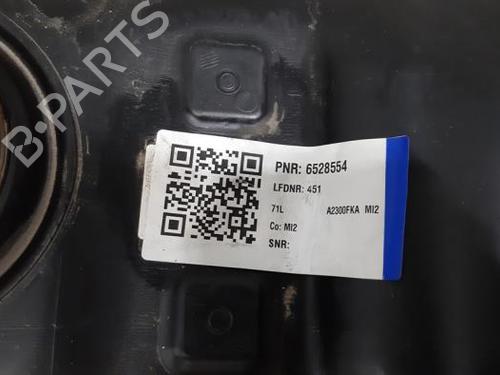 B-PARTS
PNR: 6528554
LFDNR: 451
71L A2300FKA MI2
Co: MI2
SNR: